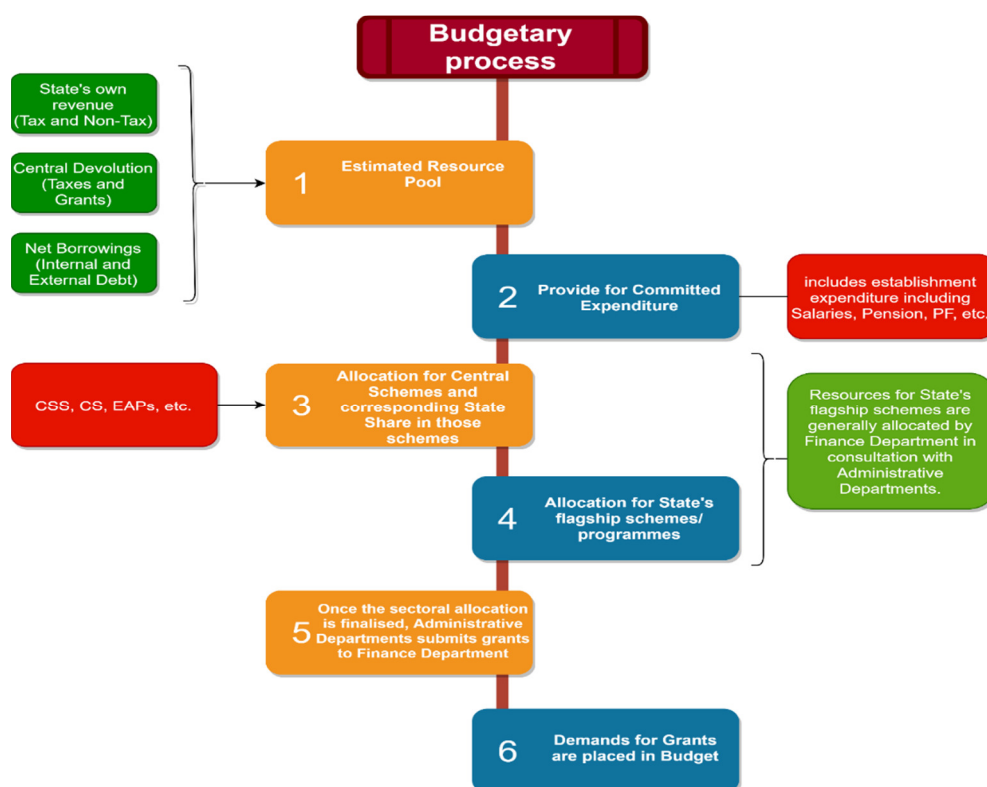 Budgetary
process
State's own
revenue
(Tax and Non-Tax)
Central Devolution
(Taxes and
Grants)
Net Borrowings
(Internal and
External Debt)
1
Estimated Resource
Pool
2
Provide for Committed
Expenditure
includes establishment
expenditure including
Salaries, Pension, PF, etc.
CSS, CS, EAPs, etc.
3
Allocation for Central
Schemes and
corresponding State
Share in those
schemes
Resources for State's
flagship schemes are
generally allocated by
Finance Department in
consultation with
Administrative
Departments.
4
Allocation for State's
flagship schemes/
programmes
5
Once the sectoral allocation
is finalised, Administrative
Departments submits grants
to Finance Department
6
Demands for Grants
are placed in Budget